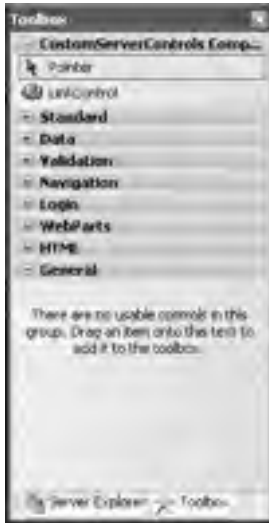 Toolbox
CustomServerControls Comp...
Pointer
LinkControl
Standard
Data
Validation
Navigation
Login
WebParts
HTML
General
There are no usable controls in this
group. Drag an item onto this text to
add it to the toolbox.
Server Explorer Toolbox